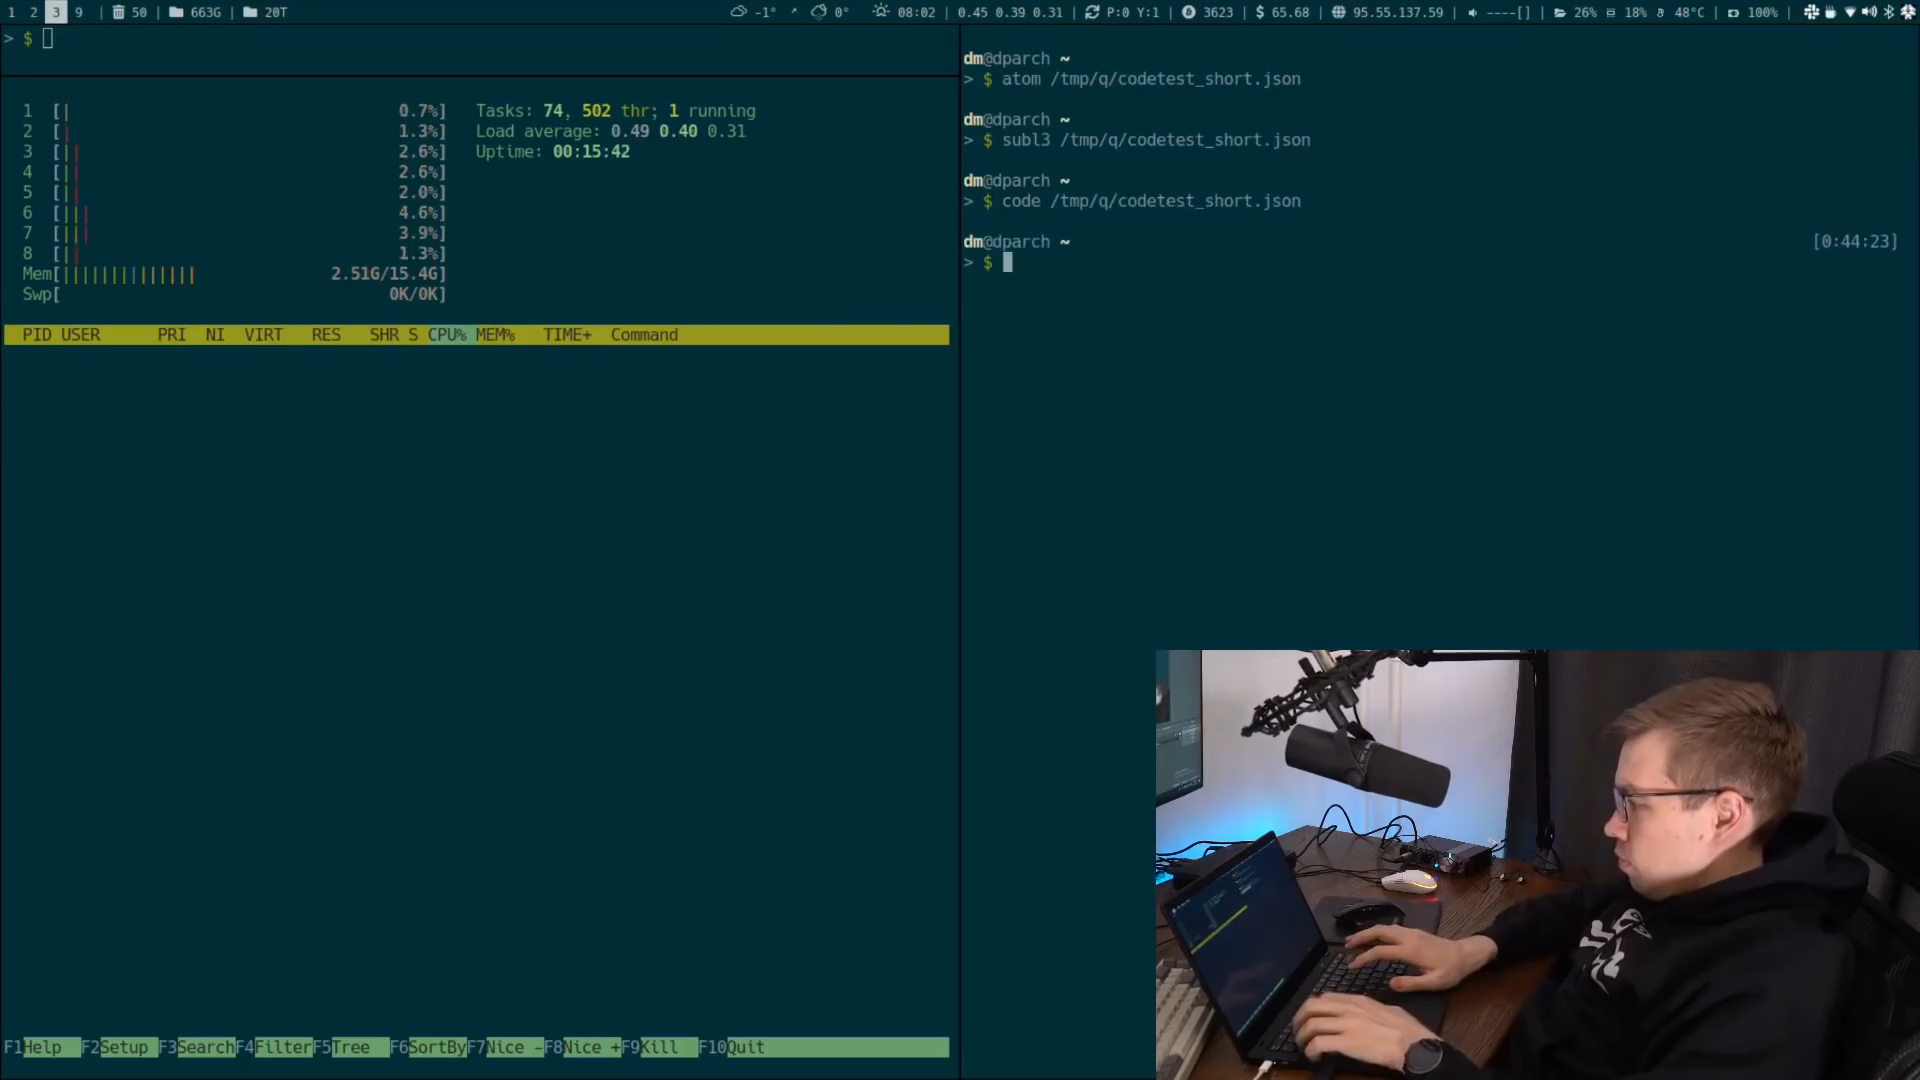 1 2 3 9 | 50 | 663G | 20T
-1° 0° 08:02 | 0.45 0.39 0.31 | P:0 Y:1 | 3623 | $ 65.68 | 95.55.137.59 | ----[] | 26% 18% 48°C | 100% |
> $
1 [| 0.7%] Tasks: 74, 502 thr; 1 running
2 [| 1.3%] Load average: 0.49 0.40 0.31
3 [|| 2.6%] Uptime: 00:15:42
4 [|| 2.6%]
5 [|| 2.0%]
6 [||| 4.6%]
7 [||| 3.9%]
8 [|| 1.3%]
Mem[|||||||||||||| 2.51G/15.4G]
Swp[ 0K/0K]
PID USER PRI NI VIRT RES SHR S CPU% MEM% TIME+ Command
F1Help F2Setup F3SearchF4FilterF5Tree F6SortByF7Nice -F8Nice +F9Kill F10Quit
dm@dparch ~
> $ atom /tmp/q/codetest_short.json
dm@dparch ~
> $ subl3 /tmp/q/codetest_short.json
dm@dparch ~
> $ code /tmp/q/codetest_short.json
dm@dparch ~ [0:44:23]
> $